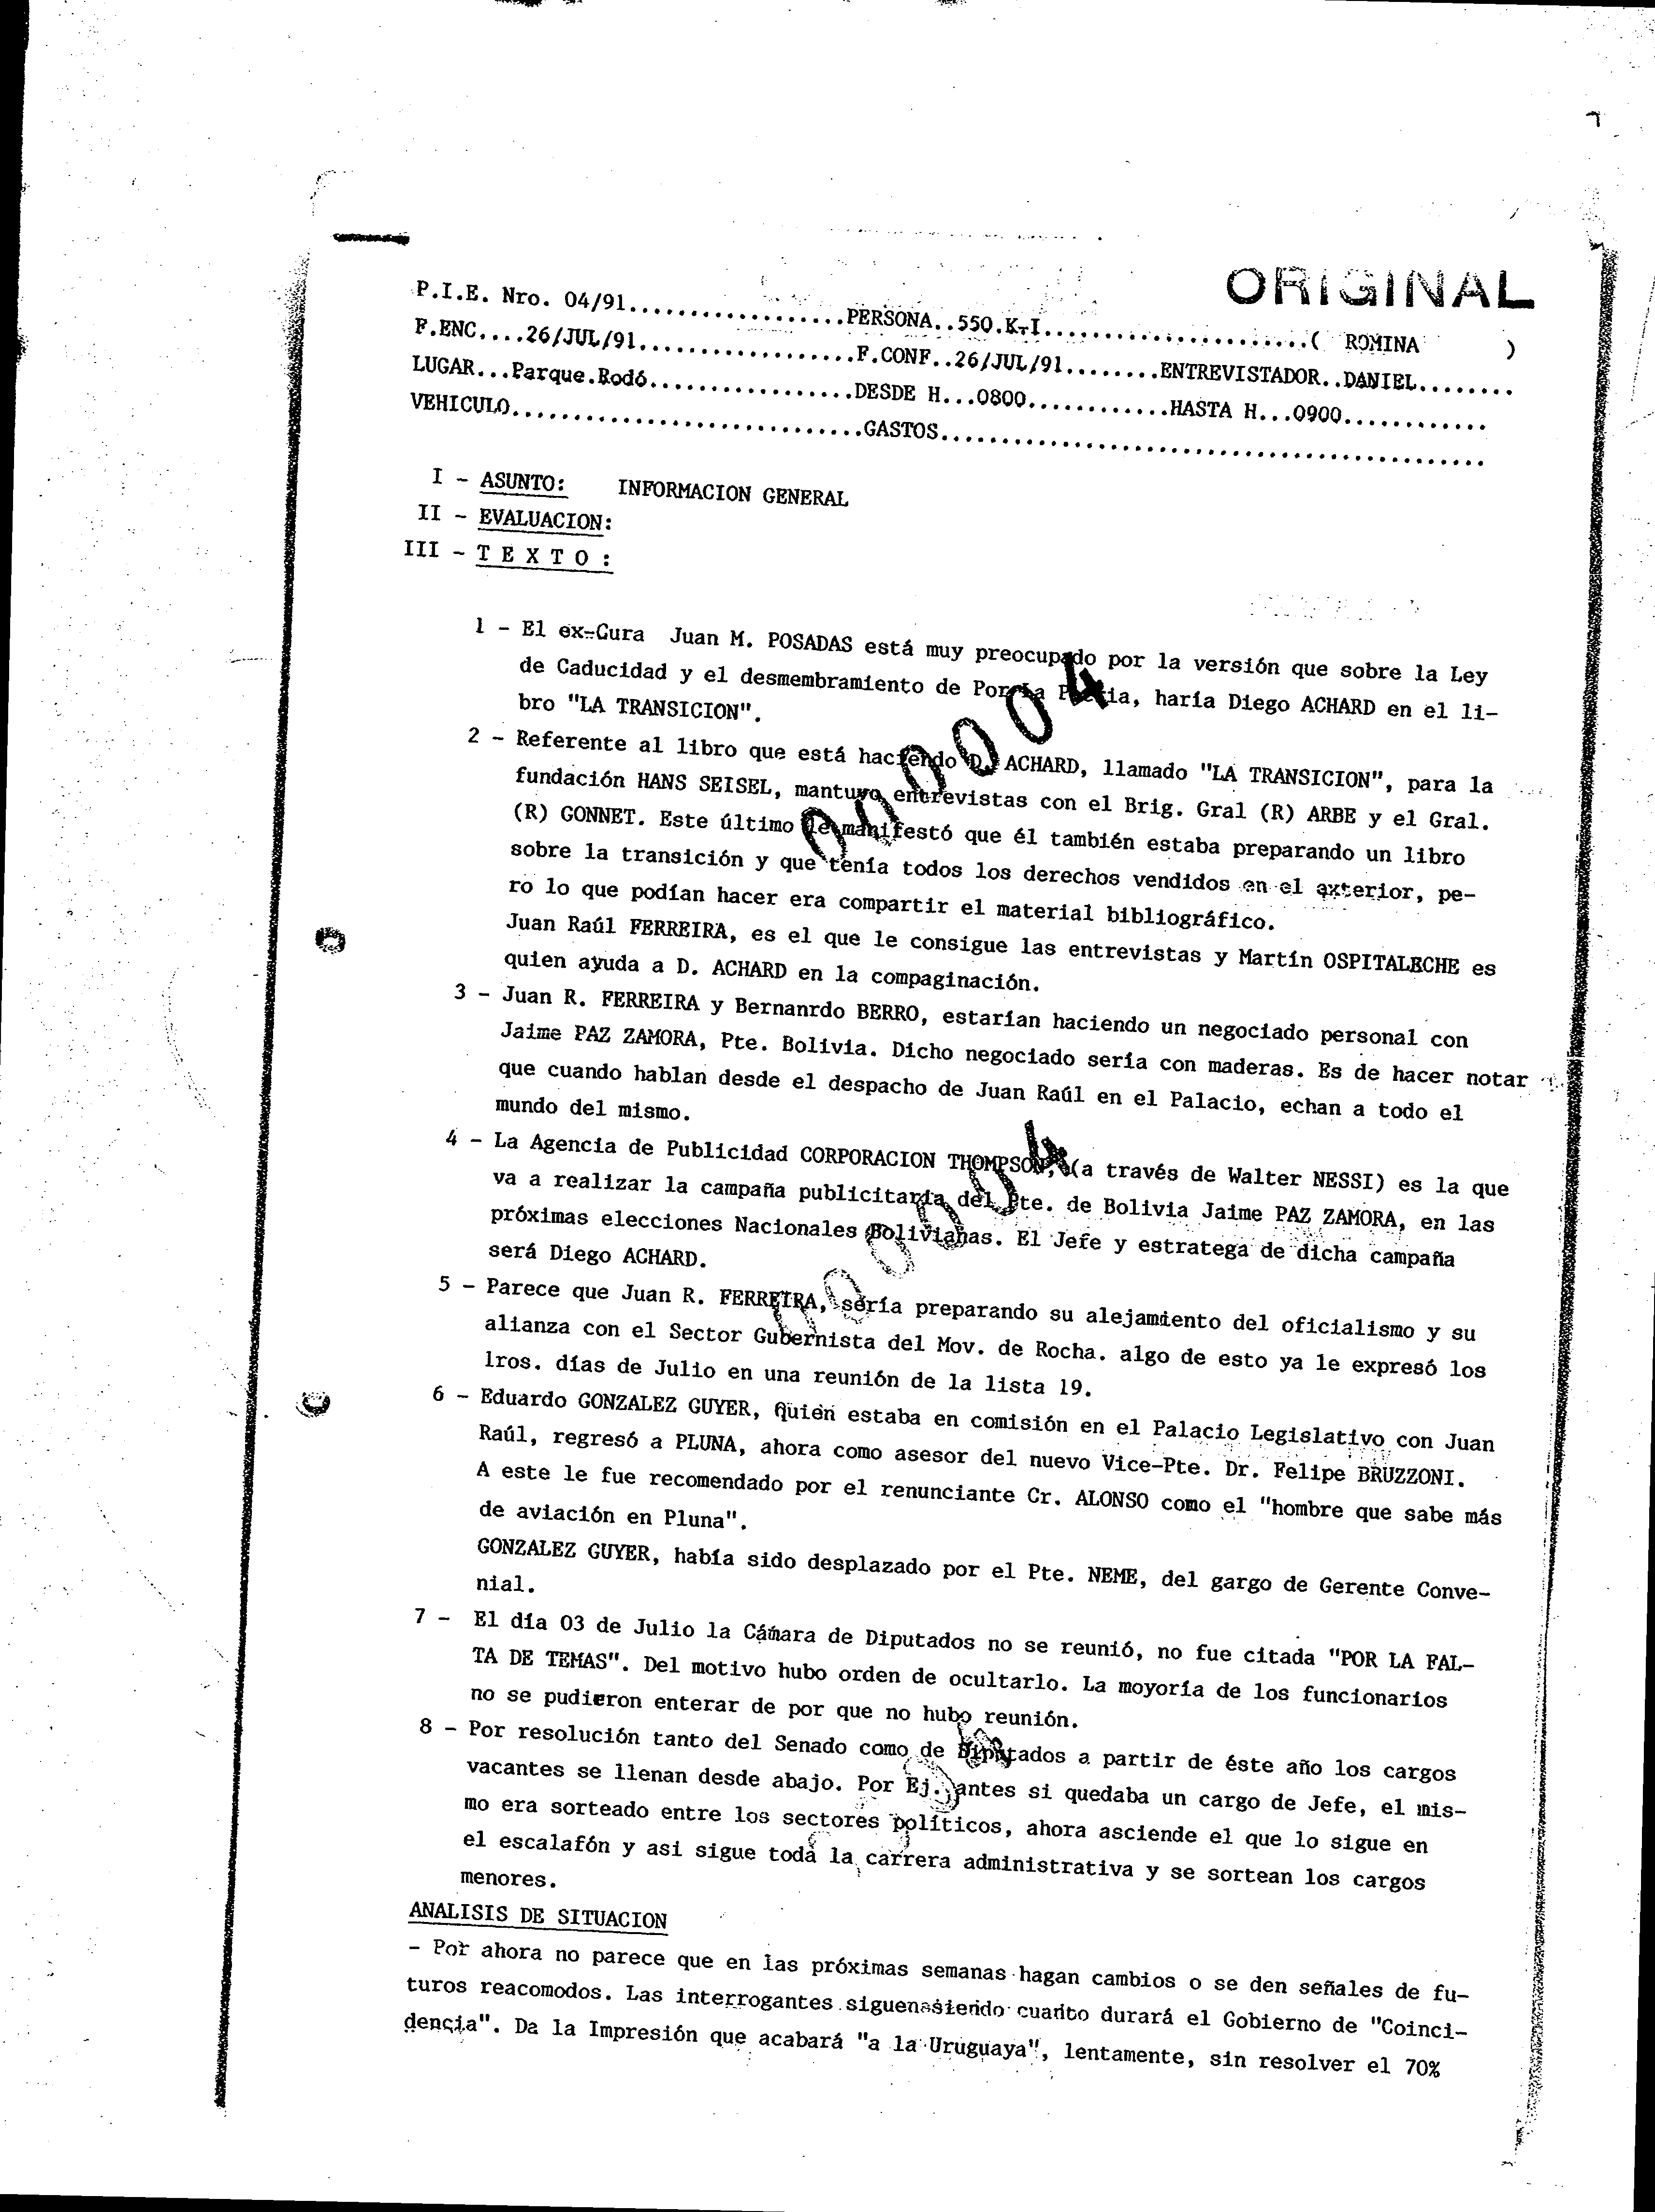 ORIGINAL
P.I.E. Nro. 04/91..................PERSONA..550.K-I......................( ROMINA )
F.ENC....26/JUL/91..................F.CONF..26/JUL/91........ENTREVISTADOR..DANIEL........
LUGAR...Parque.Rodó.................DESDE H...0800............HASTA H...0900............
VEHICULO.............................GASTOS.............................................
I - ASUNTO: INFORMACION GENERAL
II - EVALUACION:
III - T E X T O :
1 - El ex-Cura Juan M. POSADAS está muy preocupado por la versión que sobre la Ley
de Caducidad y el desmembramiento de Por La Patria, haría Diego ACHARD en el li-
bro "LA TRANSICION".
2 - Referente al libro que está haciendo D. ACHARD, llamado "LA TRANSICION", para la
fundación HANS SEISEL, mantuvo entrevistas con el Brig. Gral (R) ARBE y el Gral.
(R) GONNET. Este último le manifestó que él también estaba preparando un libro
sobre la transición y que tenía todos los derechos vendidos en el exterior, pe-
ro lo que podían hacer era compartir el material bibliográfico.
Juan Raúl FERREIRA, es el que le consigue las entrevistas y Martín OSPITALECHE es
quien ayuda a D. ACHARD en la compaginación.
3 - Juan R. FERREIRA y Bernanrdo BERRO, estarían haciendo un negociado personal con
Jaime PAZ ZAMORA, Pte. Bolivia. Dicho negociado sería con maderas. Es de hacer notar
que cuando hablan desde el despacho de Juan Raúl en el Palacio, echan a todo el
mundo del mismo.
4 - La Agencia de Publicidad CORPORACION THOMPSON, (a través de Walter NESSI) es la que
va a realizar la campaña publicitaria del Pte. de Bolivia Jaime PAZ ZAMORA, en las
próximas elecciones Nacionales Bolivianas. El Jefe y estratega de dicha campaña
será Diego ACHARD.
5 - Parece que Juan R. FERREIRA, sería preparando su alejamiento del oficialismo y su
alianza con el Sector Gubernista del Mov. de Rocha. algo de esto ya le expresó los
1ros. días de Julio en una reunión de la lista 19.
6 - Eduardo GONZALEZ GUYER, quién estaba en comisión en el Palacio Legislativo con Juan
Raúl, regresó a PLUNA, ahora como asesor del nuevo Vice-Pte. Dr. Felipe BRUZZONI.
A este le fue recomendado por el renunciante Cr. ALONSO como el "hombre que sabe más
de aviación en Pluna".
GONZALEZ GUYER, había sido desplazado por el Pte. NEME, del gargo de Gerente Conve-
nial.
7 - El día 03 de Julio la Cámara de Diputados no se reunió, no fue citada "POR LA FAL-
TA DE TEMAS". Del motivo hubo orden de ocultarlo. La moyoría de los funcionarios
no se pudieron enterar de por que no hubo reunión.
8 - Por resolución tanto del Senado como de Diputados a partir de éste año los cargos
vacantes se llenan desde abajo. Por Ej. antes si quedaba un cargo de Jefe, el mis-
mo era sorteado entre los sectores políticos, ahora asciende el que lo sigue en
el escalafón y asi sigue toda la carrera administrativa y se sortean los cargos
menores.
ANALISIS DE SITUACION
- Por ahora no parece que en las próximas semanas hagan cambios o se den señales de fu-
turos reacomodos. Las interrogantes siguen siendo cuanto durará el Gobierno de "Coinci-
dencia". Da la Impresión que acabará "a la Uruguaya", lentamente, sin resolver el 70%
000004
000004